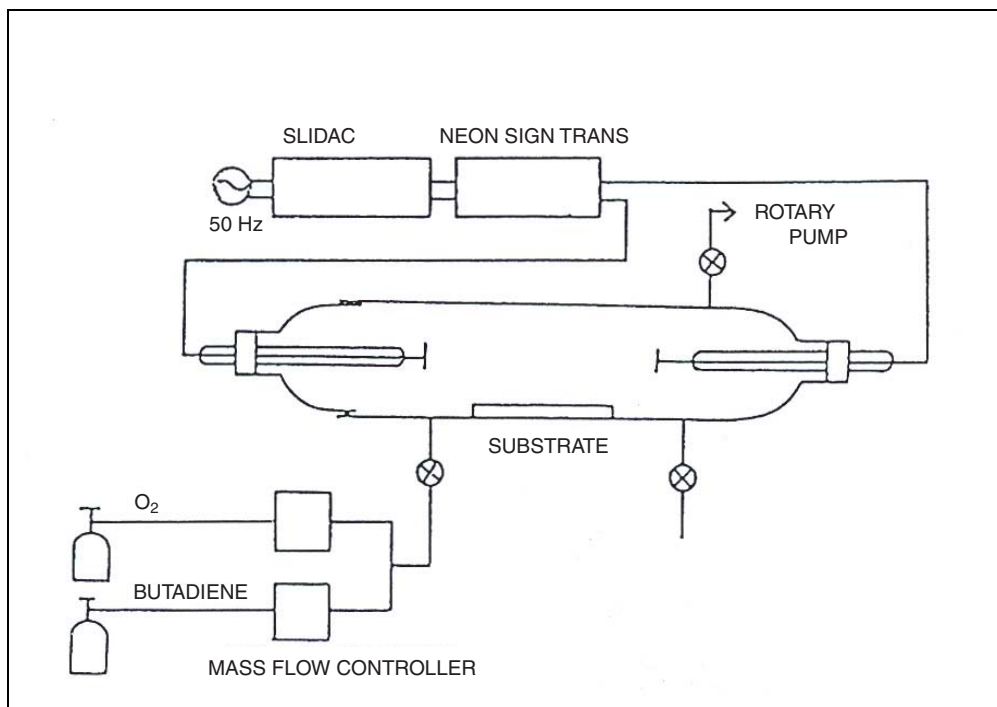 SLIDAC
NEON SIGN TRANS
50 Hz
ROTARY
PUMP
SUBSTRATE
O₂
BUTADIENE
MASS FLOW CONTROLLER